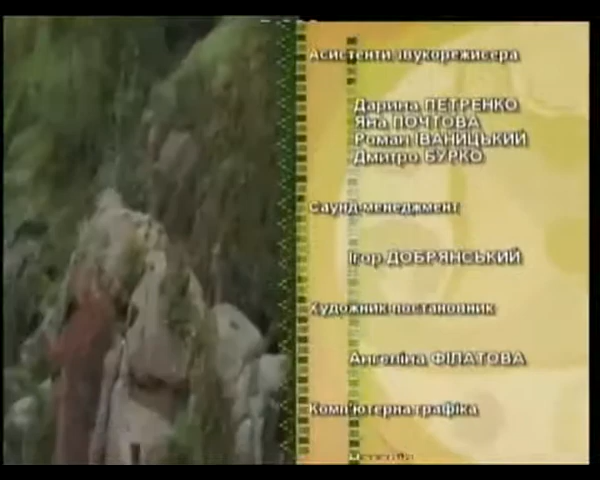 Асистенти звукорежисера
Дарина ПЕТРЕНКО
Яна ПОЧТОВА
Роман ІВАНИЦЬКИЙ
Дмитро БУРКО
Саунд-менеджмент
Ігор ДОБРЯНСЬКИЙ
Художник-постановник
Ангеліна ФІЛАТОВА
Комп'ютерна графіка